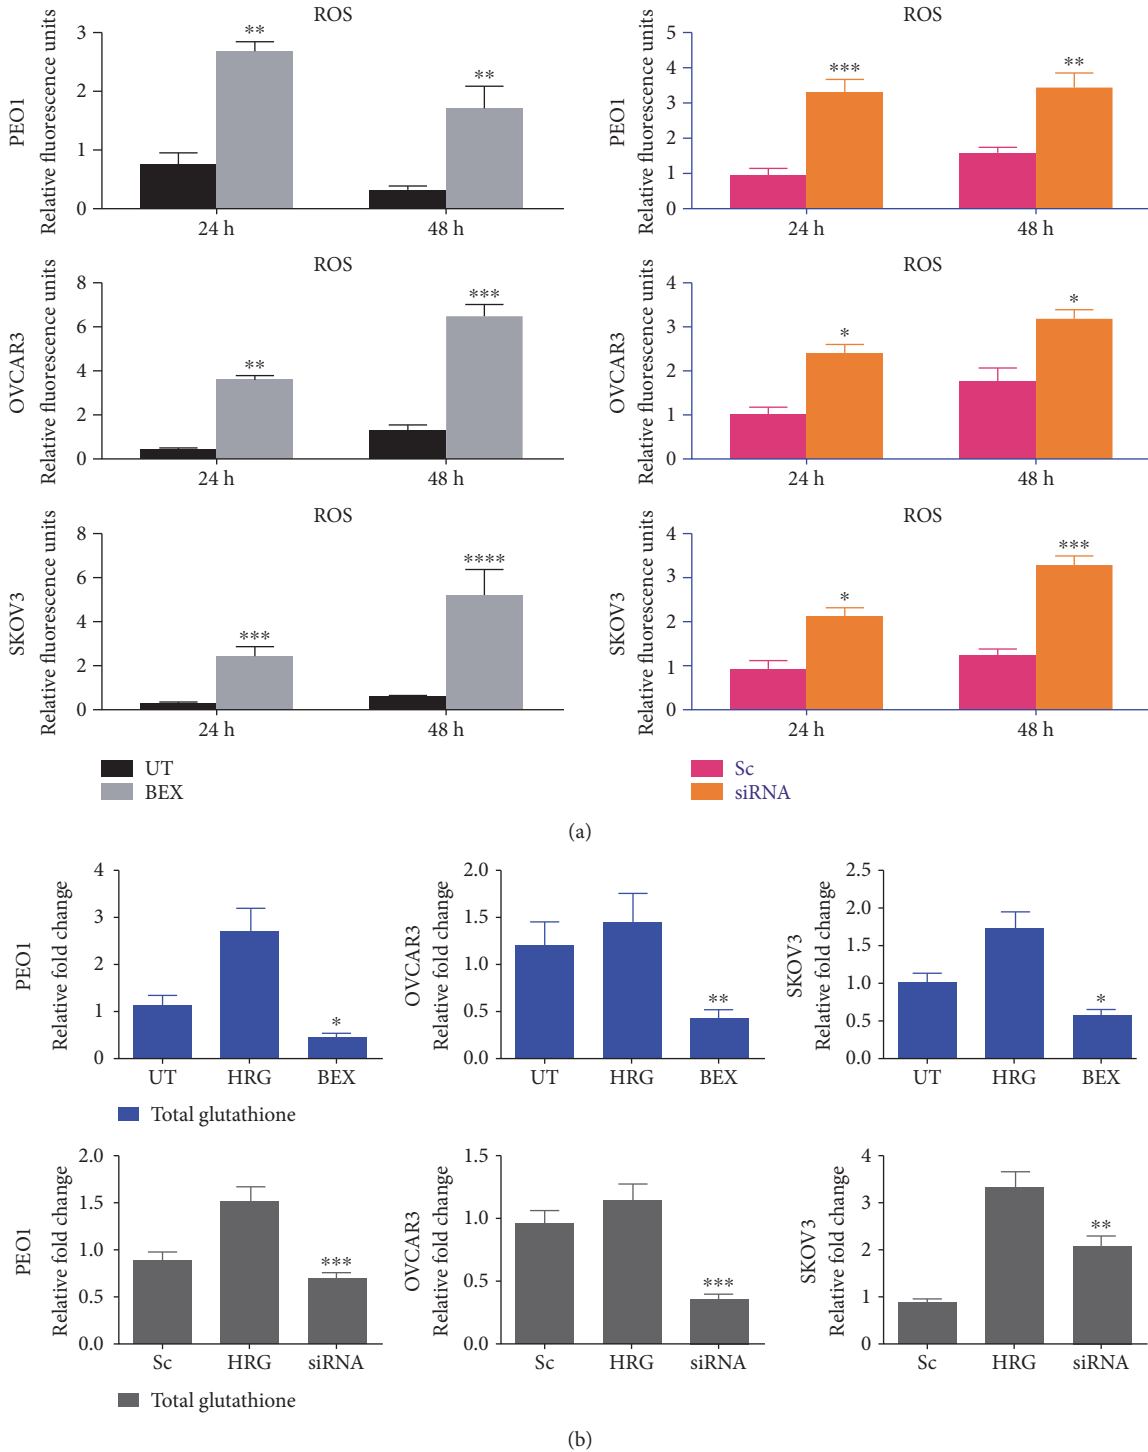 ROS
PEO1
Relative fluorescence units
3
2
1
0
**
**
24 h
48 h
ROS
PEO1
Relative fluorescence units
5
4
3
2
1
0
***
**
24 h
48 h
ROS
OVCAR3
Relative fluorescence units
8
6
4
2
0
**
***
24 h
48 h
ROS
OVCAR3
Relative fluorescence units
4
3
2
1
0
*
*
24 h
48 h
ROS
SKOV3
Relative fluorescence units
8
6
4
2
0
***
****
24 h
48 h
UT
BEX
ROS
SKOV3
Relative fluorescence units
4
3
2
1
0
*
***
24 h
48 h
Sc
siRNA
(a)
PEO1
Relative fold change
4
3
2
1
0
*
UT HRG BEX
Total glutathione
OVCAR3
Relative fold change
2.0
1.5
1.0
0.5
0.0
**
UT HRG BEX
SKOV3
Relative fold change
2.5
2.0
1.5
1.0
0.5
0.0
*
UT HRG BEX
PEO1
Relative fold change
2.0
1.5
1.0
0.5
0.0
***
Sc HRG siRNA
Total glutathione
OVCAR3
Relative fold change
1.5
1.0
0.5
0.0
***
Sc HRG siRNA
SKOV3
Relative fold change
4
3
2
1
0
**
Sc HRG siRNA
(b)